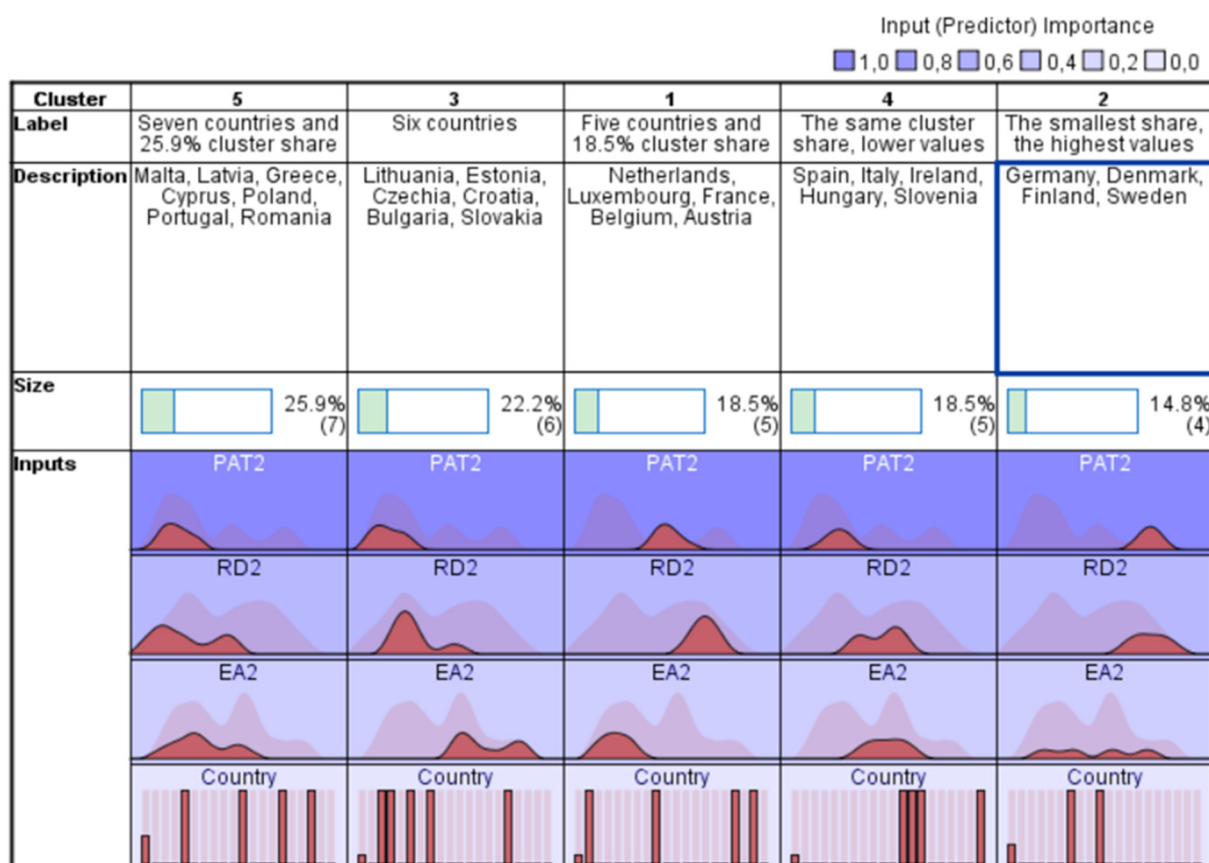 Input (Predictor) Importance
1,0 0,8 0,6 0,4 0,2 0,0
Cluster 5 3 1 4 2
Label
Seven countries and
25.9% cluster share
Six countries
Five countries and
18.5% cluster share
The same cluster
share, lower values
The smallest share,
the highest values
Description
Malta, Latvia, Greece,
Cyprus, Poland,
Portugal, Romania
Lithuania, Estonia,
Czechia, Croatia,
Bulgaria, Slovakia
Netherlands,
Luxembourg, France,
Belgium, Austria
Spain, Italy, Ireland,
Hungary, Slovenia
Germany, Denmark,
Finland, Sweden
Size
25.9%
(7)
22.2%
(6)
18.5%
(5)
18.5%
(5)
14.8%
(4)
Inputs
PAT2 PAT2 PAT2 PAT2 PAT2
RD2 RD2 RD2 RD2 RD2
EA2 EA2 EA2 EA2 EA2
Country Country Country Country Country